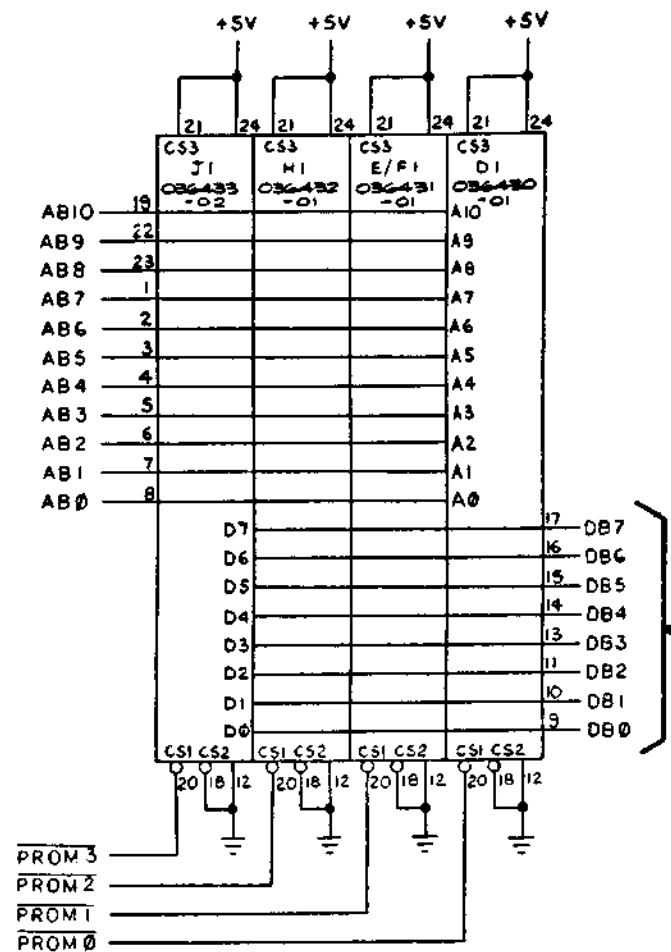 +5V +5V +5V +5V
21 24 21 24 21 24 21 24
CS3 CS3 CS3 CS3
J1 H1 E/F1 D1
036433 036432 036431 036430
-02 -01 -01 -01
AB10 19 A10
AB9 22 A9
AB8 23 A8
AB7 1 A7
AB6 2 A6
AB5 3 A5
AB4 4 A4
AB3 5 A3
AB2 6 A2
AB1 7 A1
ABØ 8 AØ
D7 17 DB7
D6 16 DB6
D5 15 DB5
D4 14 DB4
D3 13 DB3
D2 11 DB2
D1 10 DB1
DØ 9 DBØ
CS1 CS2 CS1 CS2 CS1 CS2 CS1 CS2
20 18 12 20 18 12 20 18 12 20 18 12
PROM 3
PROM 2
PROM 1
PROM Ø